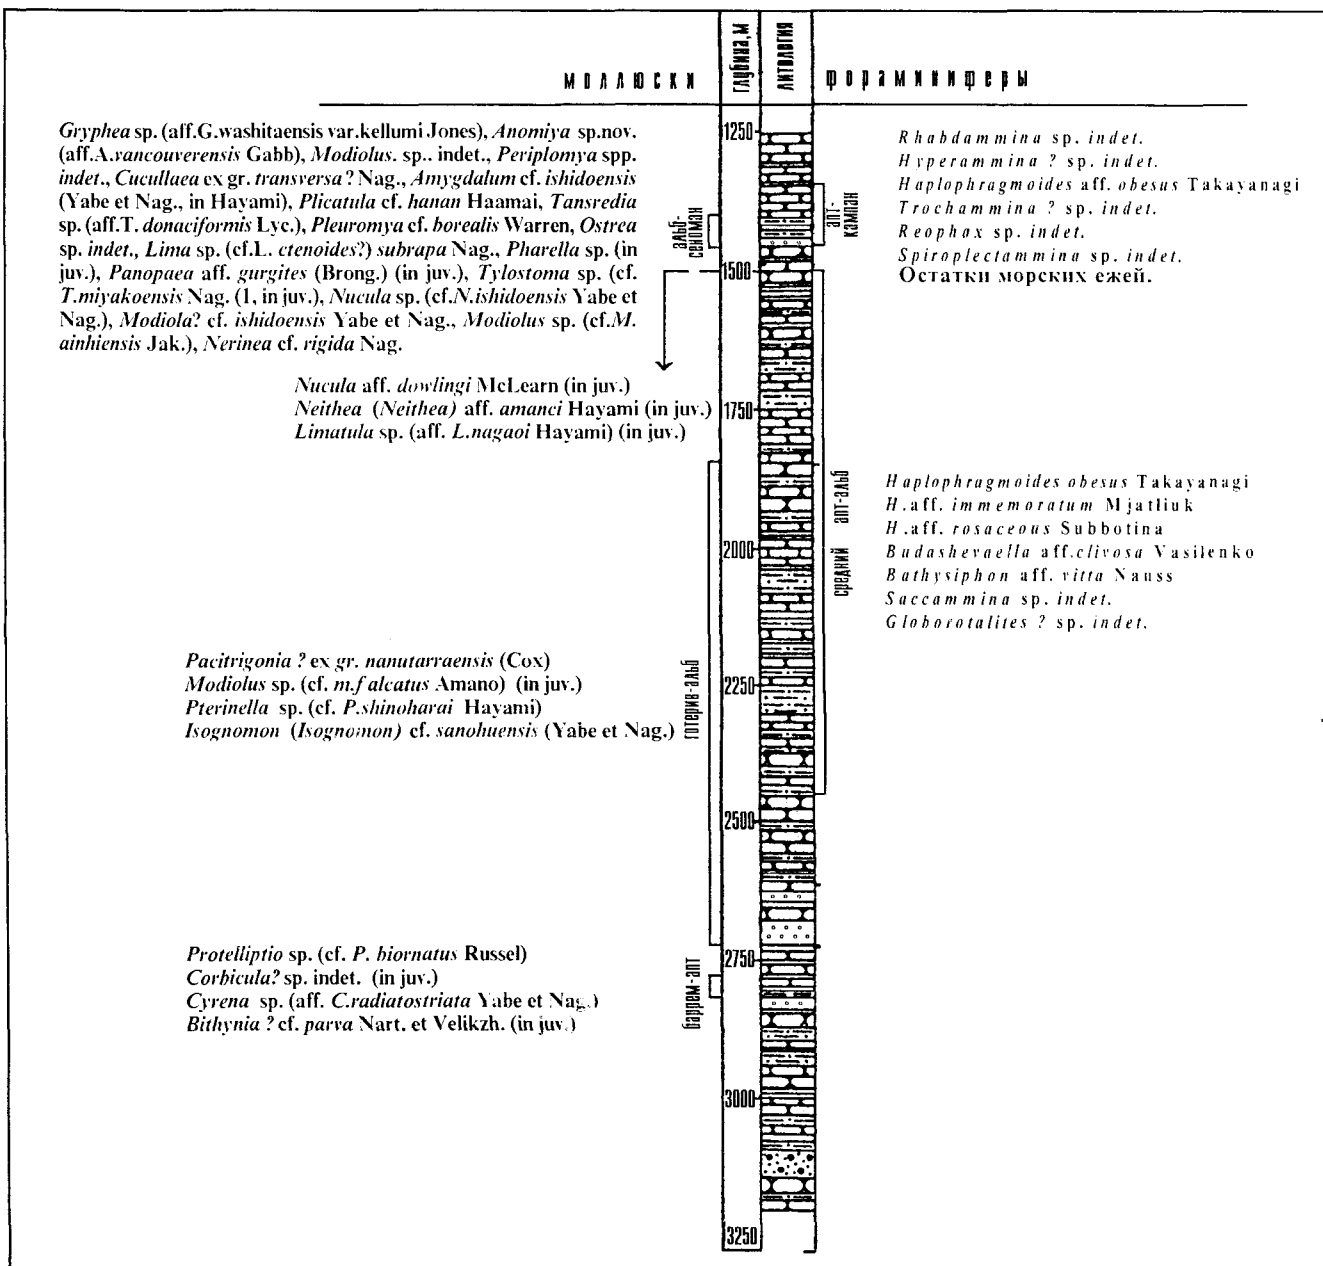 моллюски
глубина, м
литология
фораминиферы
Gryphea sp. (aff.G.washitaensis var.kellumi Jones), Anomiya sp.nov.
(aff.A.vancouverensis Gabb), Modiolus. sp.. indet., Periplomya spp.
indet., Cucullaea ex gr. transversa? Nag., Amygdalum cf. ishidoensis
(Yabe et Nag., in Hayami), Plicatula cf. hanan Haamai, Tansredia
sp. (aff.T. donaciformis Lyc.), Pleuromya cf. borealis Warren, Ostrea
sp. indet., Lima sp. (cf.L. ctenoides?) subrapa Nag., Pharella sp. (in
juv.), Panopaea aff. gurgites (Brong.) (in juv.), Tylostoma sp. (cf.
T.miyakoensis Nag. (1, in juv.), Nucula sp. (cf.N.ishidoensis Yabe et
Nag.), Modiola? cf. ishidoensis Yabe et Nag., Modiolus sp. (cf.M.
ainhiensis Jak.), Nerinea cf. rigida Nag.
альб-
сеноман
Nucula aff. dowlingi McLearn (in juv.)
Neithea (Neithea) aff. amanci Hayami (in juv.)
Limatula sp. (aff. L.nagaoi Hayami) (in juv.)
Pacitrigonia ? ex gr. nanutarraensis (Cox)
Modiolus sp. (cf. m.falcatus Amano) (in juv.)
Pterinella sp. (cf. P.shinoharai Hayami)
Isognomon (Isognomon) cf. sanohuensis (Yabe et Nag.)
готерив-альб
Protelliptio sp. (cf. P. biornatus Russel)
Corbicula? sp. indet. (in juv.)
Cyrena sp. (aff. C.radiatostriata Yabe et Nag.)
Bithynia ? cf. parva Nart. et Velikzh. (in juv.)
баррем-апт
1250
1500
1750
2000
2250
2500
2750
3000
3250
апт-
кампан
Rhabdammina sp. indet.
Hyperammina ? sp. indet.
Haplophragmoides aff. obesus Takayanagi
Trochammina ? sp. indet.
Reophax sp. indet.
Spiroplectammina sp. indet.
Остатки морских ежей.
средний апт-альб
Haplophragmoides obesus Takayanagi
H.aff. immemoratum Mjatliuk
H.aff. rosaceous Subbotina
Budashevaella aff.clivosa Vasilenko
Bathysiphon aff. vitta Nauss
Saccammina sp. indet.
Globorotalites ? sp. indet.